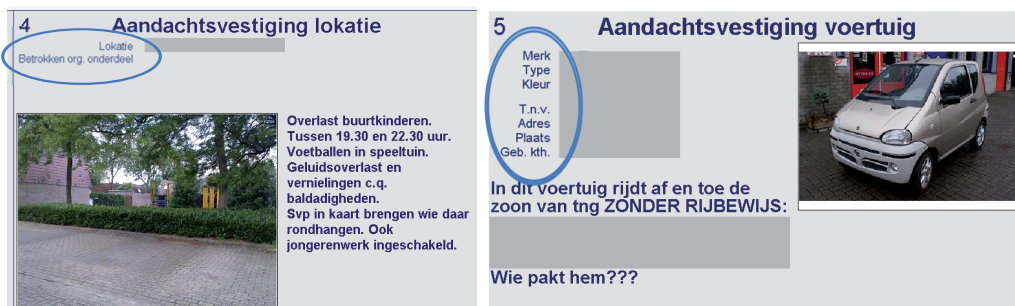 4 Aandachtsvestiging lokatie
Lokatie
Betrokken org. onderdeel
Overlast buurtkinderen.
Tussen 19.30 en 22.30 uur.
Voetballen in speeltuin.
Geluidsoverlast en
vernielingen c.q.
baldadigheden.
Svp in kaart brengen wie daar
rondhangen. Ook
jongerenwerk ingeschakeld.
5 Aandachtsvestiging voertuig
Merk
Type
Kleur
T.n.v.
Adres
Plaats
Geb. kth.
In dit voertuig rijdt af en toe de
zoon van tng ZONDER RIJBEWIJS:
Wie pakt hem???